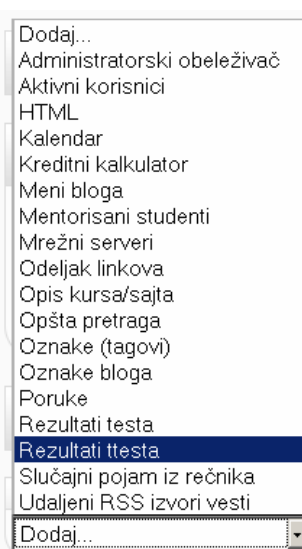 Dodaj...
Administratorski obeleživač
Aktivni korisnici
HTML
Kalendar
Kreditni kalkulator
Meni bloga
Mentorisani studenti
Mrežni serveri
Odeljak linkova
Opis kursa/sajta
Opšta pretraga
Oznake (tagovi)
Oznake bloga
Poruke
Rezultati testa
Rezultati ttesta
Slučajni pojam iz rečnika
Udaljeni RSS izvori vesti
Dodaj...